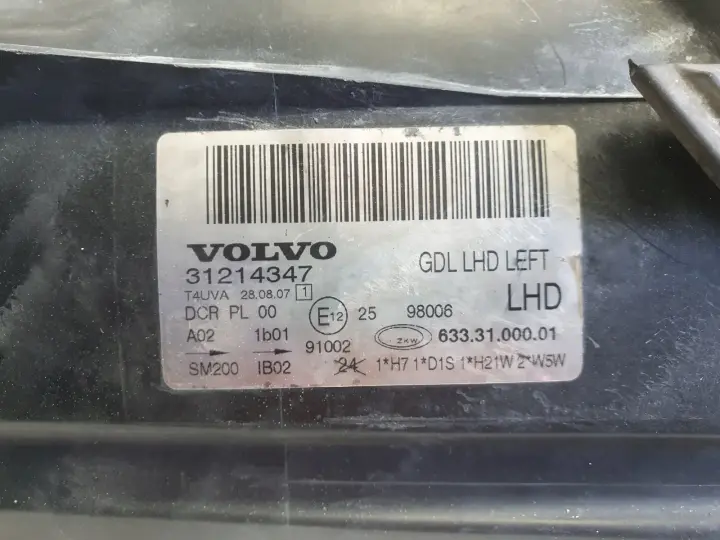 VOLVO
31214347
GDL LHD LEFT
T4UVA 28.08.07 1
LHD
DCR PL 00
E12 25 98006
A02 1b01
91002
ZKW 633.31.000.01
SM200 IB02
24 1*H7 1*D1S 1*H21W 2*W5W